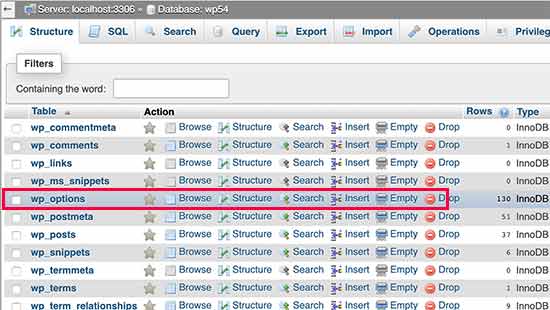 Server: localhost:3306 » Database: wp54
Structure SQL Search Query Export Import Operations Privileg
Filters
Containing the word:
Table Action Rows Type
wp_commentmeta Browse Structure Search Insert Empty Drop 0 InnoDB
wp_comments Browse Structure Search Insert Empty Drop 1 InnoDB
wp_links Browse Structure Search Insert Empty Drop 0 InnoDB
wp_ms_snippets Browse Structure Search Insert Empty Drop 0 InnoDB
wp_options Browse Structure Search Insert Empty Drop 130 InnoDB
wp_postmeta Browse Structure Search Insert Empty Drop 51 InnoDB
wp_posts Browse Structure Search Insert Empty Drop 37 InnoDB
wp_snippets Browse Structure Search Insert Empty Drop 6 InnoDB
wp_termmeta Browse Structure Search Insert Empty Drop 0 InnoDB
wp_terms Browse Structure Search Insert Empty Drop 1 InnoDB
wp_term_relationships Browse Structure Search Insert Empty Drop 9 InnoDB